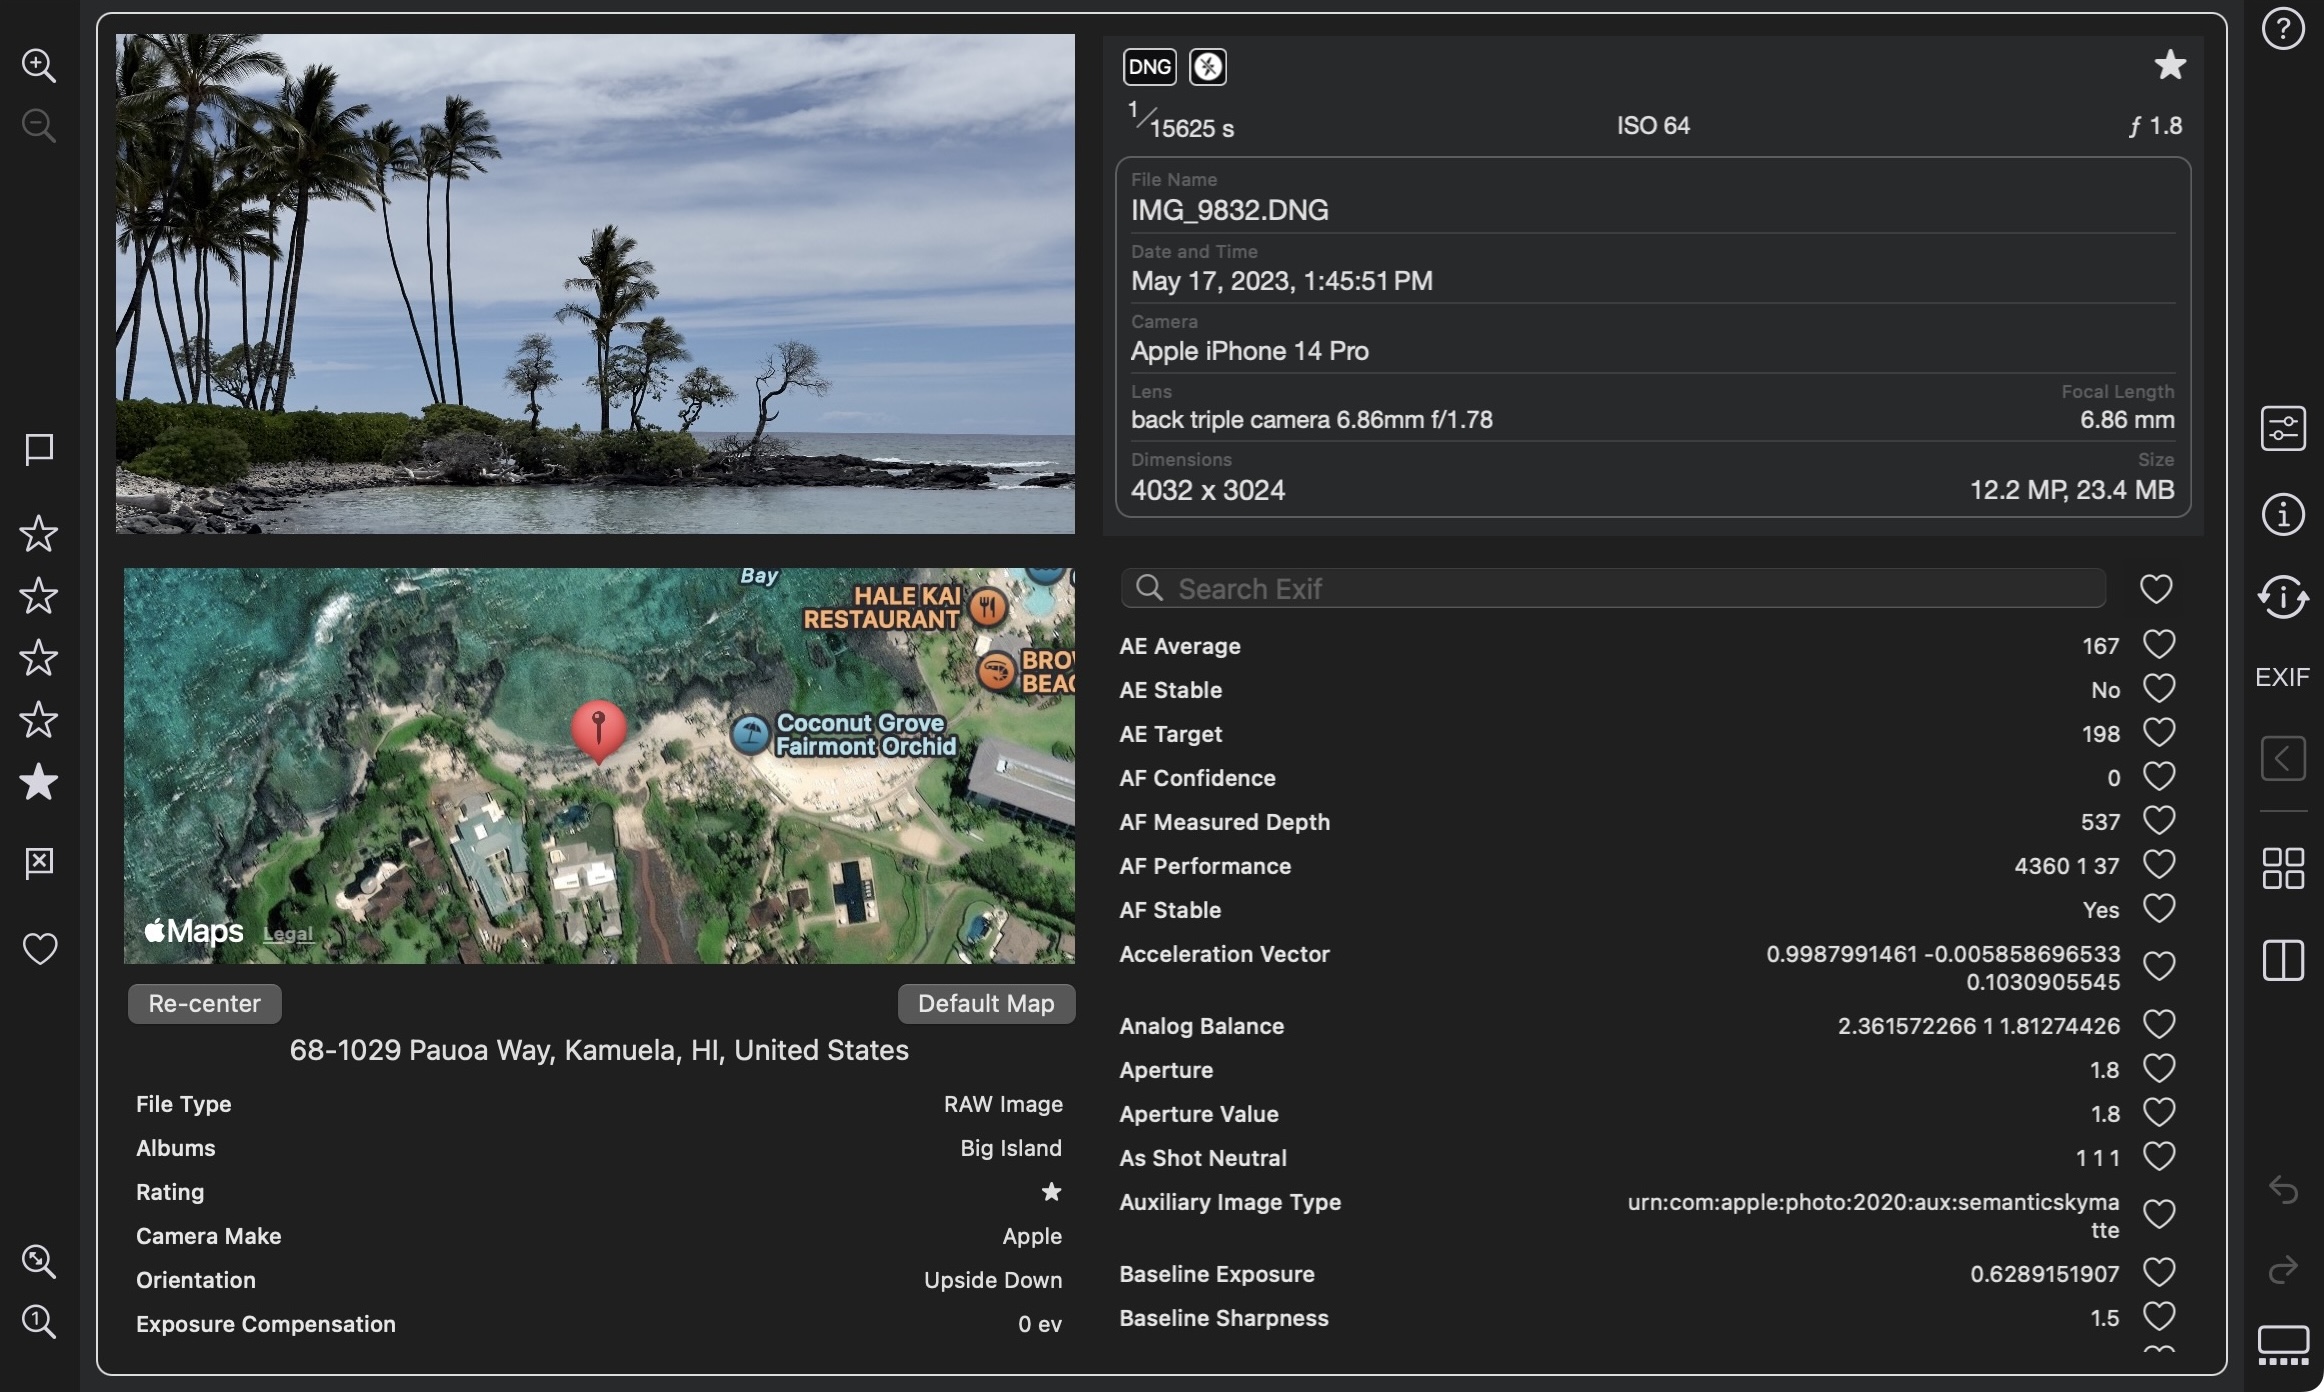 DNG
1/15625 s
ISO 64
ƒ 1.8
File Name
IMG_9832.DNG
Date and Time
May 17, 2023, 1:45:51 PM
Camera
Apple iPhone 14 Pro
Lens
Focal Length
back triple camera 6.86mm f/1.78
6.86 mm
Dimensions
Size
4032 x 3024
12.2 MP, 23.4 MB
Bay
HALE KAI
RESTAURANT
Coconut Grove
Fairmont Orchid
Maps
Legal
Re-center
Default Map
68-1029 Pauoa Way, Kamuela, HI, United States
File Type
RAW Image
Albums
Big Island
Rating
★
Camera Make
Apple
Orientation
Upside Down
Exposure Compensation
0 ev
Search Exif
AE Average
167
AE Stable
No
AE Target
198
AF Confidence
0
AF Measured Depth
537
AF Performance
4360 1 37
AF Stable
Yes
Acceleration Vector
0.9987991461 -0.005858696533
0.1030905545
Analog Balance
2.361572266 1 1.81274426
Aperture
1.8
Aperture Value
1.8
As Shot Neutral
1 1 1
Auxiliary Image Type
urn:com:apple:photo:2020:aux:semanticskyma
tte
Baseline Exposure
0.6289151907
Baseline Sharpness
1.5
EXIF
1